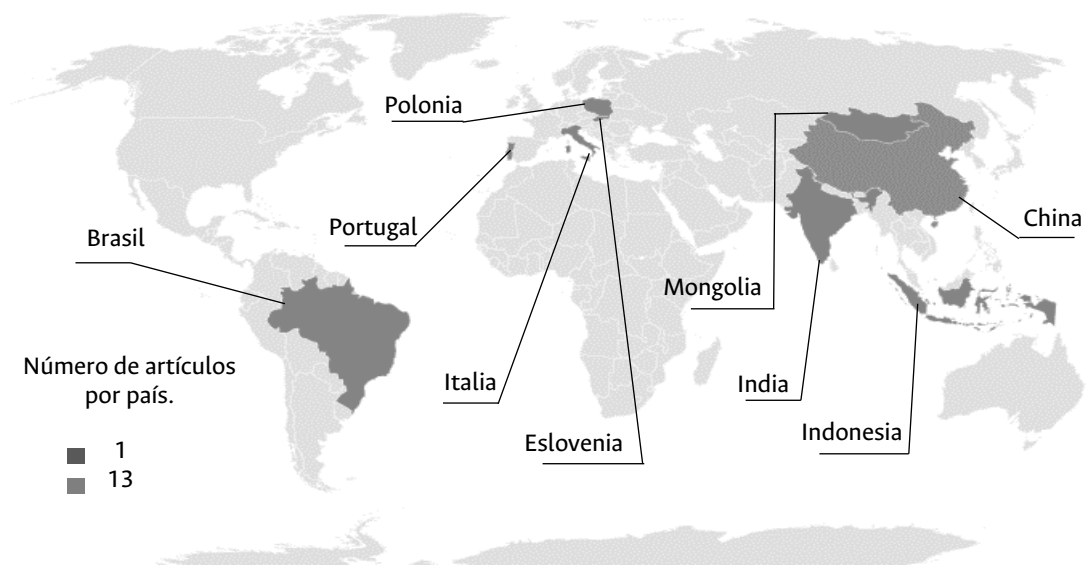 Polonia
Portugal
Brasil
China
Mongolia
Número de artículos
por país.
Italia
India
Eslovenia
Indonesia
1
13